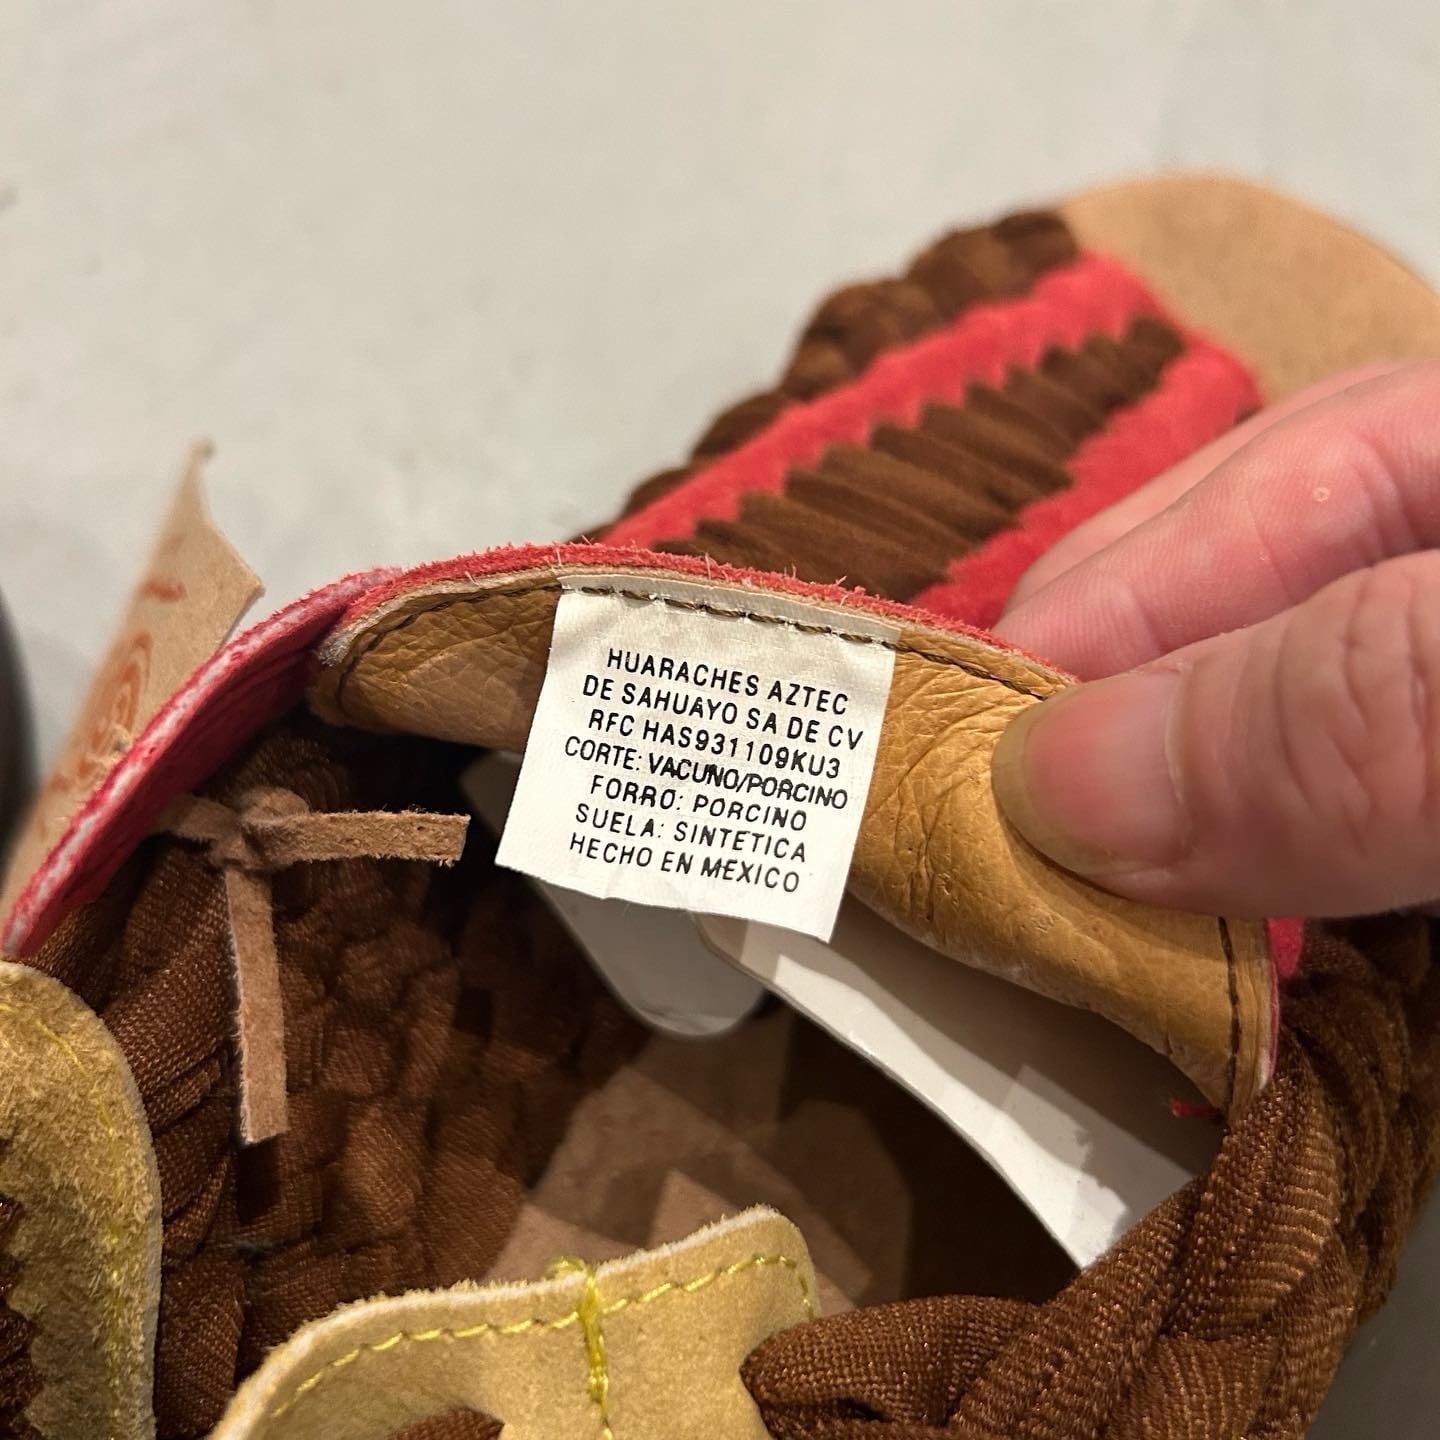 HUARACHES AZTEC
DE SAHUAYO SA DE CV
RFC HAS931109KU3
CORTE: VACUNO/PORCINO
FORRO: PORCINO
SUELA: SINTETICA
HECHO EN MEXICO